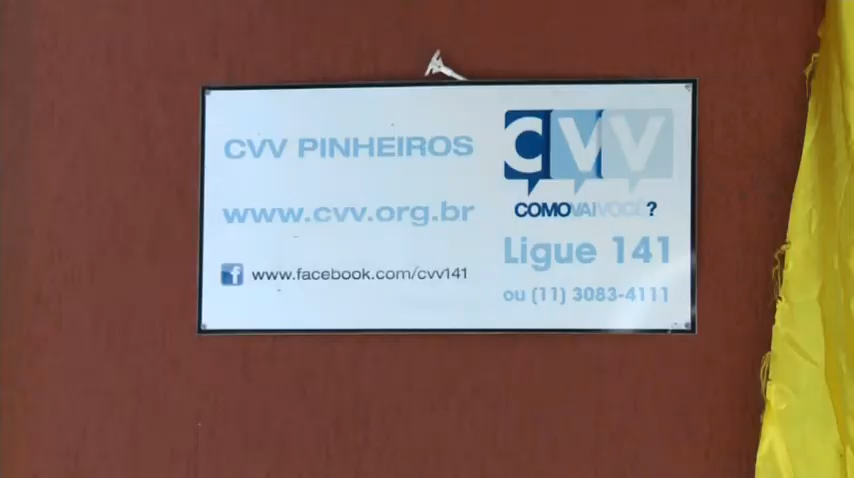 CVV PINHEIROS
www.cvv.org.br
www.facebook.com/cvv141
CVV
COMOVAIVOCÊ?
Ligue 141
ou (11) 3083-4111